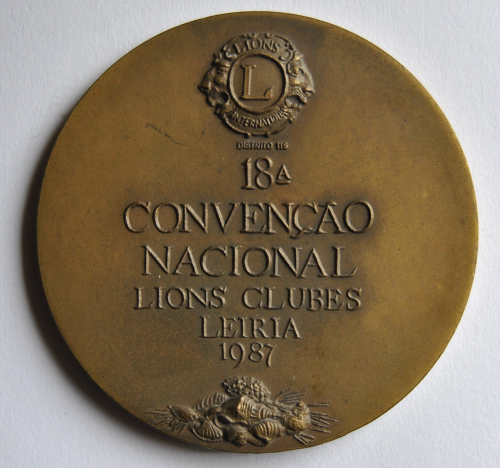 LIONS
L
INTERNATIONAL
DISTRITO 115
18ª
CONVENÇÃO
NACIONAL
LIONS CLUBES
LEIRIA
1987